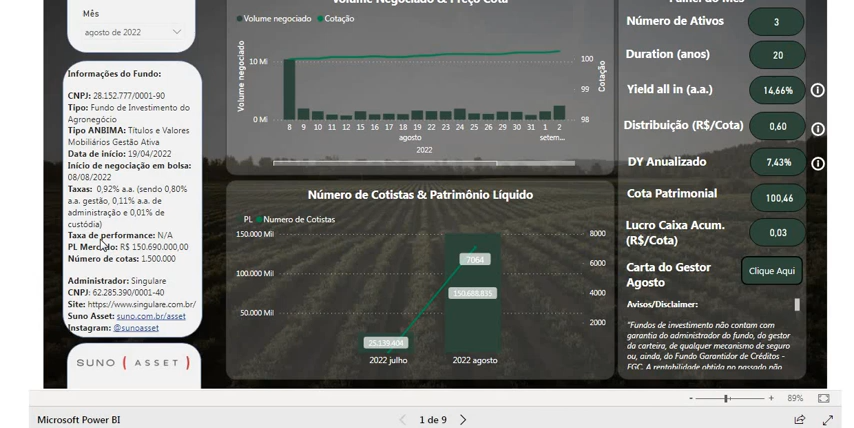 Mês
agosto de 2022
Informações do Fundo:
CNPJ: 28.152.777/0001-90
Tipo: Fundo de Investimento do
Agronegócio
Tipo ANBIMA: Títulos e Valores
Mobiliários Gestão Ativa
Data de início: 19/04/2022
Início de negociação em bolsa:
08/08/2022
Taxas: 0,92% a.a. (sendo 0,80%
a.a. gestão, 0,11% a.a. de
administração e 0,01% de
custódia)
Taxa de performance: N/A
PL Mercado: R$ 150.690.000,00
Número de cotas: 1.500.000
Administrador: Singulare
CNPJ: 62.285.390/0001-40
Site: https://www.singulare.com.br/
Suno Asset: suno.com.br/asset
Instagram: @sunoasset
SUNO ( ASSET )
Volume Negociado & Preço Cota
Volume negociado Cotação
Volume negociado
10 Mi
0 Mi
100
99
98
Cotação
8 9 10 11 12 15 16 17 18 19 22 23 24 25 26 29 30 31 1 2
agosto setem...
2022
Número de Cotistas & Patrimônio Líquido
PL Numero de Cotistas
150.000 Mil
100.000 Mil
50.000 Mil
8000
6000
4000
2000
7064
150.688.835
25.139.404
2022 julho 2022 agosto
Painel do Mês
Número de Ativos 3
Duration (anos) 20
Yield all in (a.a.) 14,66%
Distribuição (R$/Cota) 0,60
DY Anualizado 7,43%
Cota Patrimonial 100,46
Lucro Caixa Acum.
(R$/Cota) 0,03
Carta do Gestor
Agosto Clique Aqui
Avisos/Disclaimer:
"Fundos de investimento não contam com
garantia do administrador do fundo, do gestor
da carteira, de qualquer mecanismo de seguro
ou, ainda, do Fundo Garantidor de Créditos -
FGC. A rentabilidade obtida no passado não
- + 89%
Microsoft Power BI
1 de 9